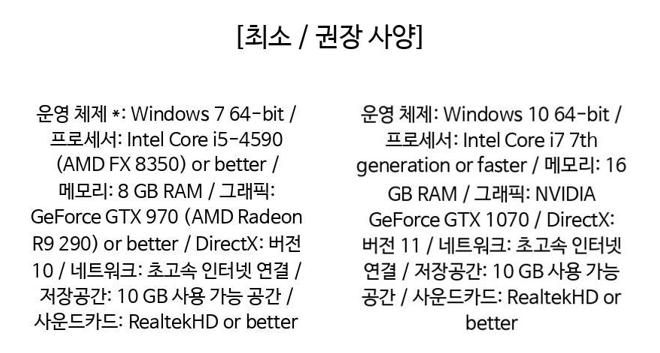 [최소 / 권장 사양]
운영 체제 *: Windows 7 64-bit /
프로세서: Intel Core i5-4590
(AMD FX 8350) or better /
메모리: 8 GB RAM / 그래픽:
GeForce GTX 970 (AMD Radeon
R9 290) or better / DirectX: 버전
10 / 네트워크: 초고속 인터넷 연결 /
저장공간: 10 GB 사용 가능 공간 /
사운드카드: RealtekHD or better
운영 체제: Windows 10 64-bit /
프로세서: Intel Core i7 7th
generation or faster / 메모리: 16
GB RAM / 그래픽: NVIDIA
GeForce GTX 1070 / DirectX:
버전 11 / 네트워크: 초고속 인터넷
연결 / 저장공간: 10 GB 사용 가능
공간 / 사운드카드: RealtekHD or
better